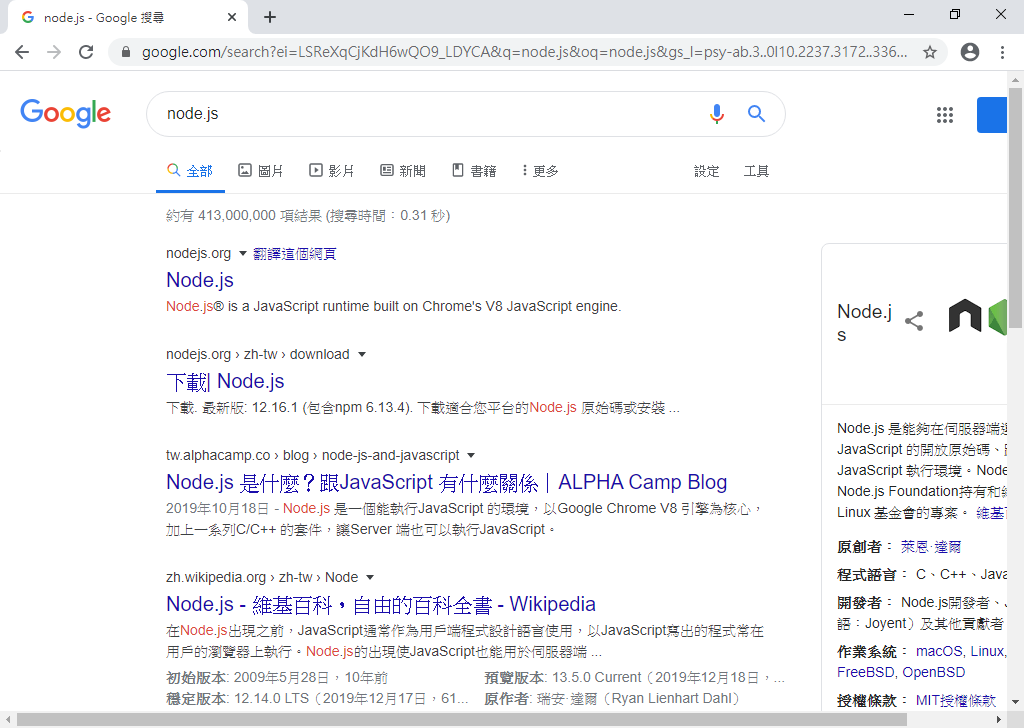 node.js - Google 搜尋
google.com/search?ei=LSReXqCjKdH6wQO9_LDYCA&q=node.js&oq=node.js&gs_l=psy-ab.3..0l10.2237.3172..336...
Google
node.js
全部
圖片
影片
新聞
書籍
更多
設定
工具
約有 413,000,000 項結果 (搜尋時間：0.31 秒)
nodejs.org 翻譯這個網頁
Node.js
Node.js® is a JavaScript runtime built on Chrome's V8 JavaScript engine.
nodejs.org › zh-tw › download
下載| Node.js
下載. 最新版: 12.16.1 (包含npm 6.13.4). 下載適合您平台的Node.js 原始碼或安裝 ...
tw.alphacamp.co › blog › node-js-and-javascript
Node.js 是什麼？跟JavaScript 有什麼關係｜ALPHA Camp Blog
2019年10月18日 - Node.js 是一個能執行JavaScript 的環境，以Google Chrome V8 引擎為核心，
加上一系列C/C++ 的套件，讓Server 端也可以執行JavaScript。
zh.wikipedia.org › zh-tw › Node
Node.js - 維基百科，自由的百科全書 - Wikipedia
在Node.js出現之前，JavaScript通常作為用戶端程式設計語言使用，以JavaScript寫出的程式常在
用戶的瀏覽器上執行。Node.js的出現使JavaScript也能用於伺服器端 ...
初始版本: 2009年5月28日，10年前
預覽版本: 13.5.0 Current（2019年12月18日，...
穩定版本: 12.14.0 LTS（2019年12月17日，61...
原作者: 瑞安·達爾（Ryan Lienhart Dahl）
Node.j
s
Node.js 是能夠在伺服器端
JavaScript 的開放原始碼、
JavaScript 執行環境。Node
Node.js Foundation持有和
Linux 基金會的專案。 維基
原創者： 萊恩·達爾
程式語言： C、C++、Java
開發者： Node.js開發者、
語：Joyent）及其他貢獻者
作業系統： macOS, Linux,
FreeBSD, OpenBSD
授權條款： MIT授權條款